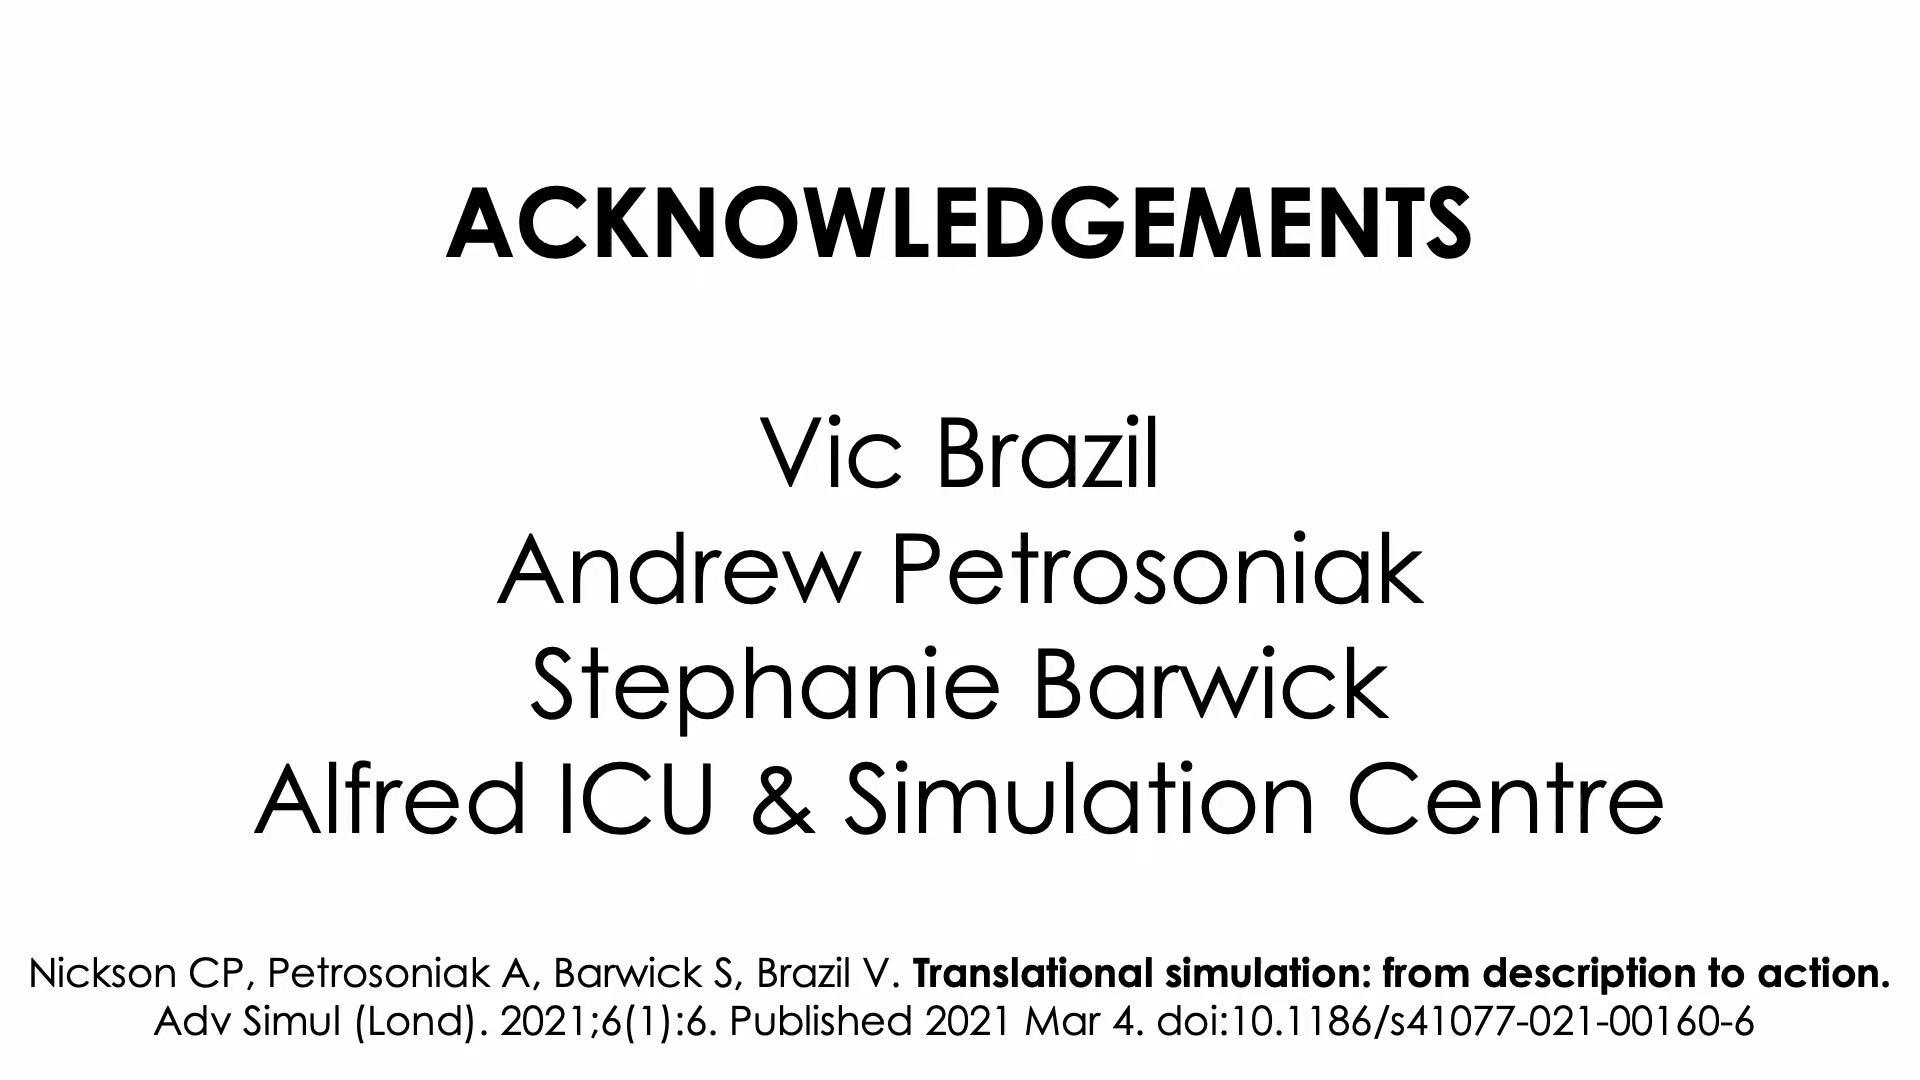 ACKNOWLEDGEMENTS
Vic Brazil
Andrew Petrosoniak
Stephanie Barwick
Alfred ICU & Simulation Centre
Nickson CP, Petrosoniak A, Barwick S, Brazil V. Translational simulation: from description to action.
Adv Simul (Lond). 2021;6(1):6. Published 2021 Mar 4. doi:10.1186/s41077-021-00160-6